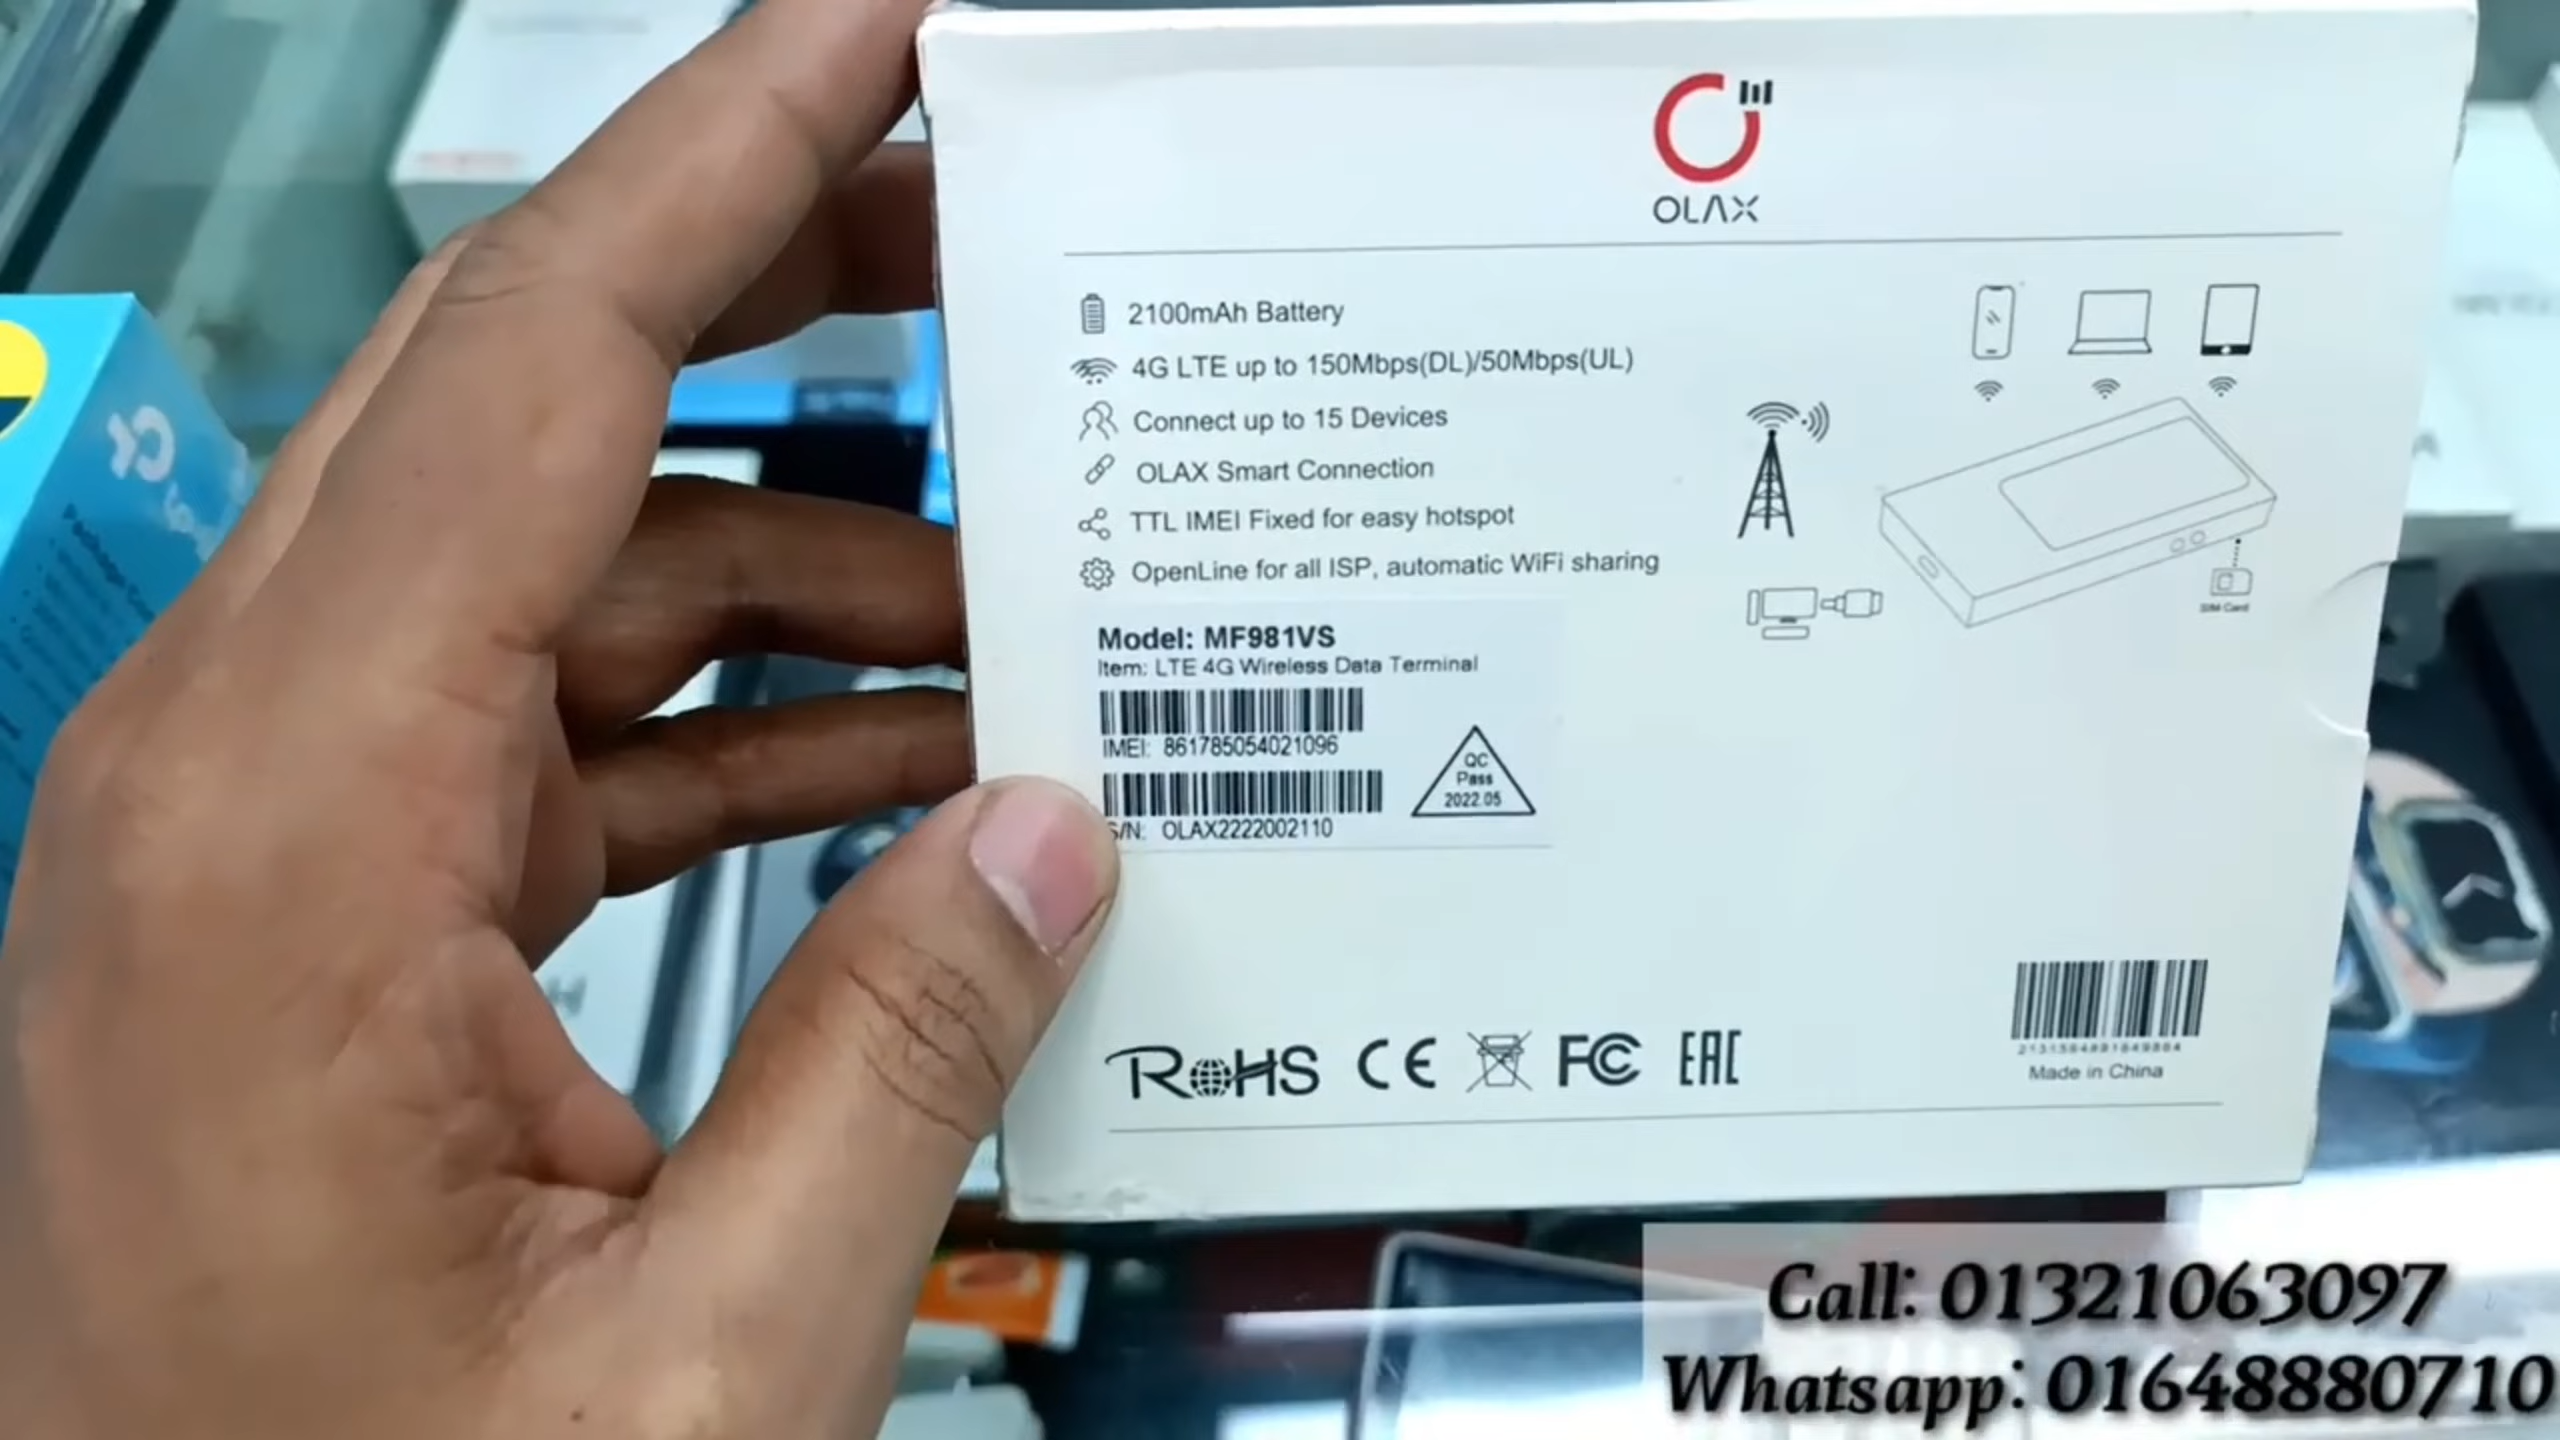 OLAX
2100mAh Battery
4G LTE up to 150Mbps(DL)/50Mbps(UL)
Connect up to 15 Devices
OLAX Smart Connection
TTL IMEI Fixed for easy hotspot
OpenLine for all ISP, automatic WiFi sharing
SIM Card
Model: MF981VS
Item: LTE 4G Wireless Data Terminal
IMEI: 861785054021096
S/N: OLAX2222002110
QC
Pass
2022.05
RoHS CE FC EAC
Made in China
Package
Call: 01321063097
Whatsapp: 01648880710